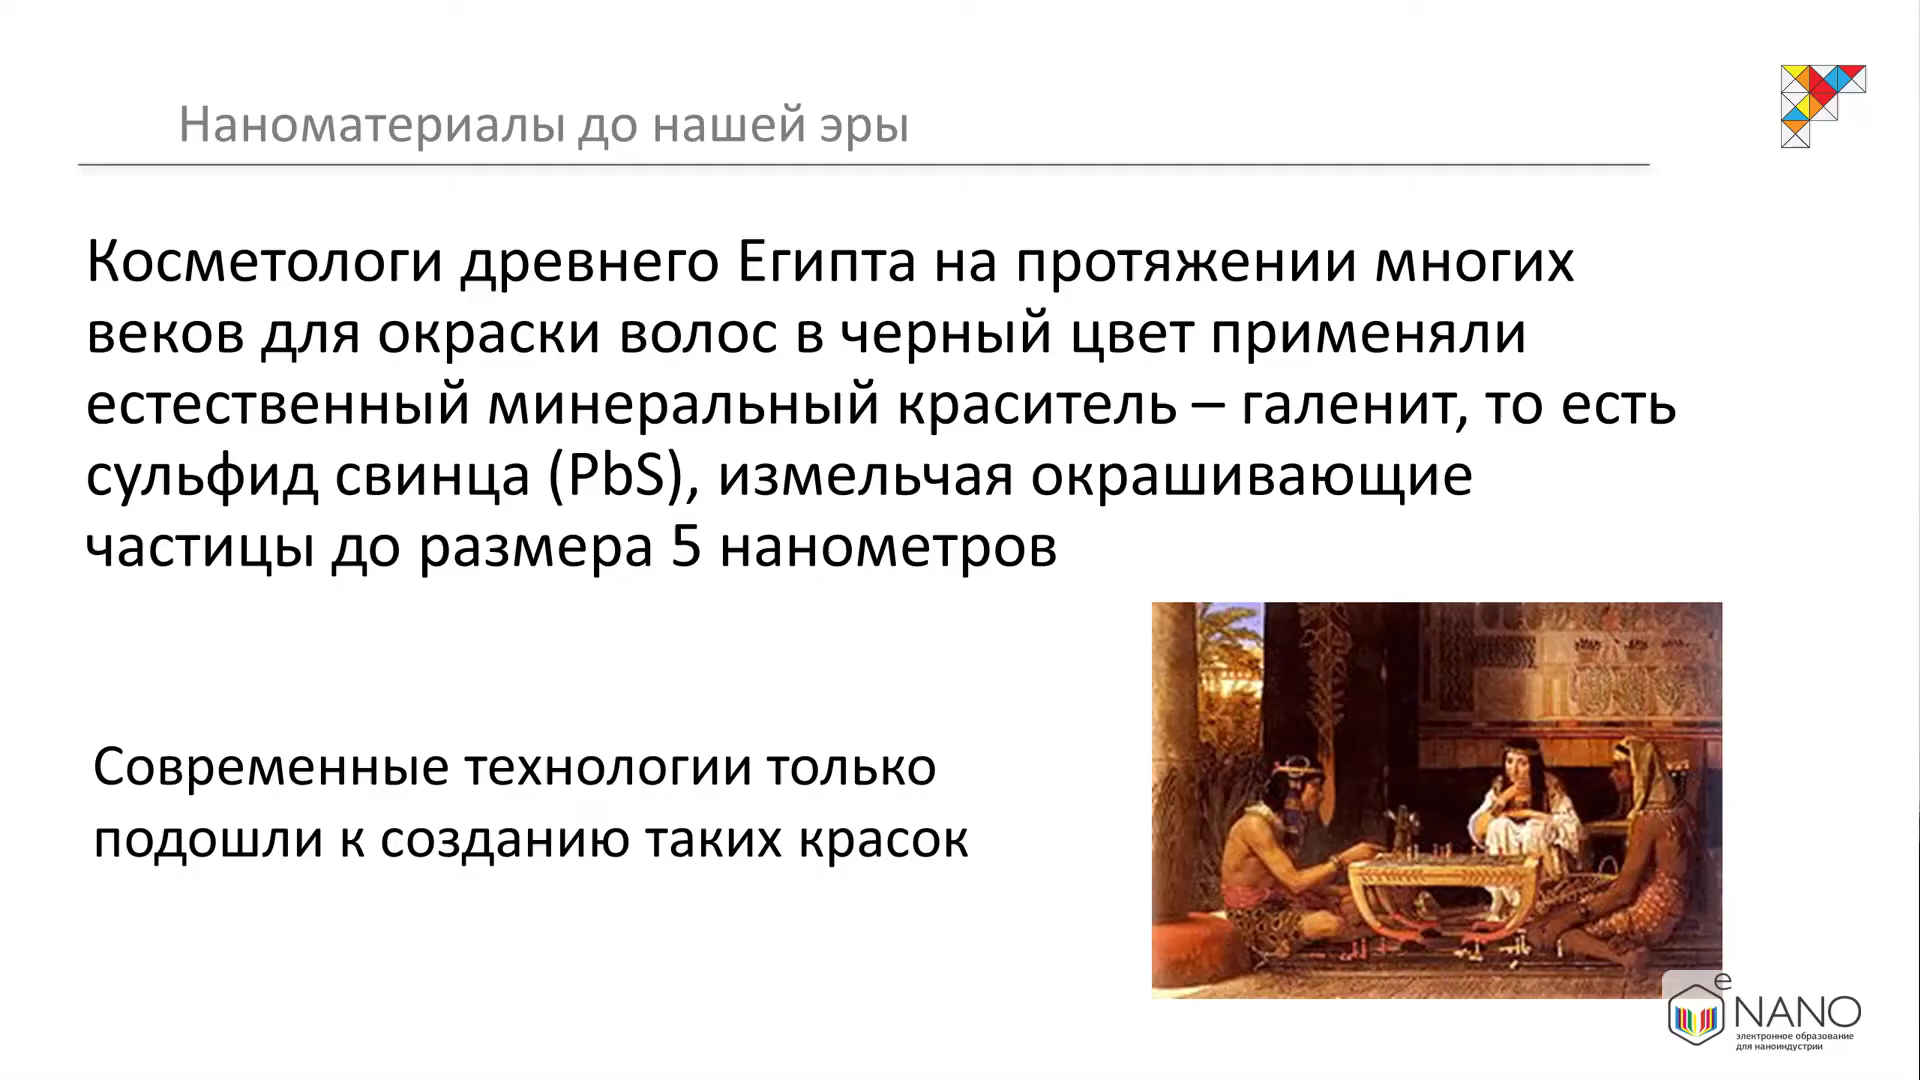 Наноматериалы до нашей эры
Косметологи древнего Египта на протяжении многих
веков для окраски волос в черный цвет применяли
естественный минеральный краситель – галенит, то есть
сульфид свинца (PbS), измельчая окрашивающие
частицы до размера 5 нанометров
Современные технологии только
подошли к созданию таких красок
e
NANO
электронное образование
для наноиндустрии